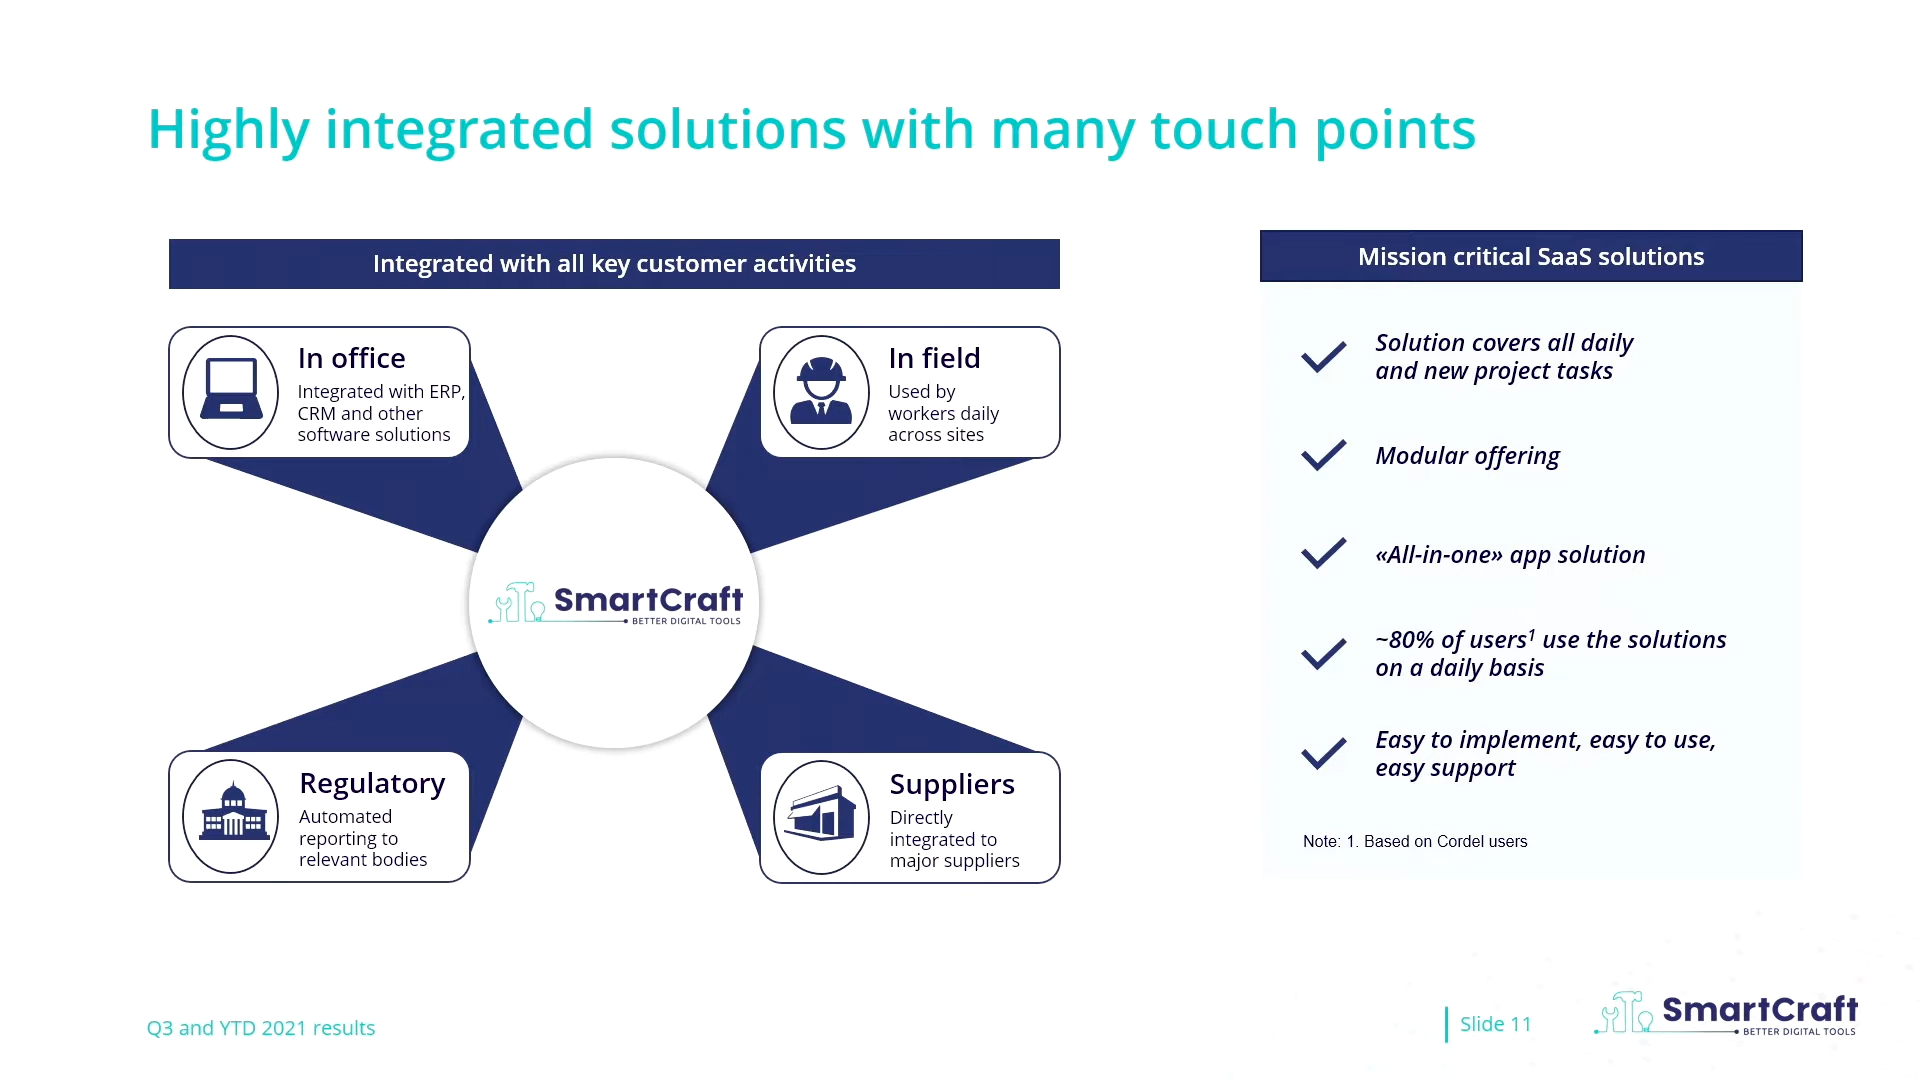 Highly integrated solutions with many touch points
Integrated with all key customer activities
In office
Integrated with ERP,
CRM and other
software solutions
In field
Used by
workers daily
across sites
SmartCraft
BETTER DIGITAL TOOLS
Regulatory
Automated
reporting to
relevant bodies
Suppliers
Directly
integrated to
major suppliers
Mission critical SaaS solutions
Solution covers all daily
and new project tasks
Modular offering
«All-in-one» app solution
~80% of users¹ use the solutions
on a daily basis
Easy to implement, easy to use,
easy support
Note: 1. Based on Cordel users
Q3 and YTD 2021 results
Slide 11
SmartCraft
BETTER DIGITAL TOOLS